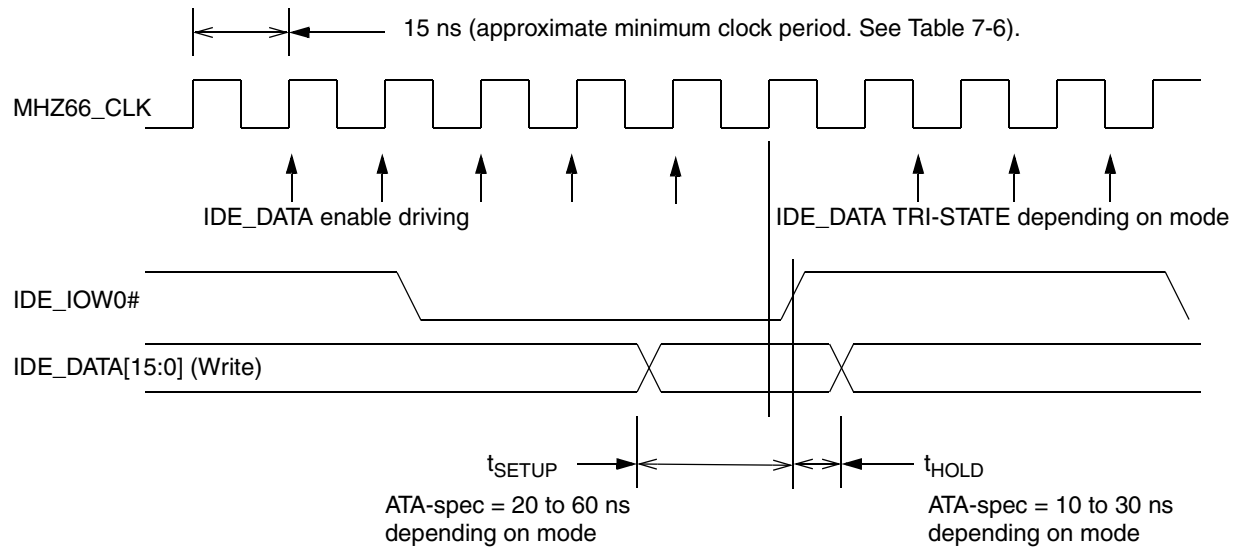 15 ns (approximate minimum clock period. See Table 7-6).
MHZ66_CLK
IDE_DATA enable driving
IDE_DATA TRI-STATE depending on mode
IDE_IOW0#
IDE_DATA[15:0] (Write)
tSETUP
tHOLD
ATA-spec = 20 to 60 ns
depending on mode
ATA-spec = 10 to 30 ns
depending on mode